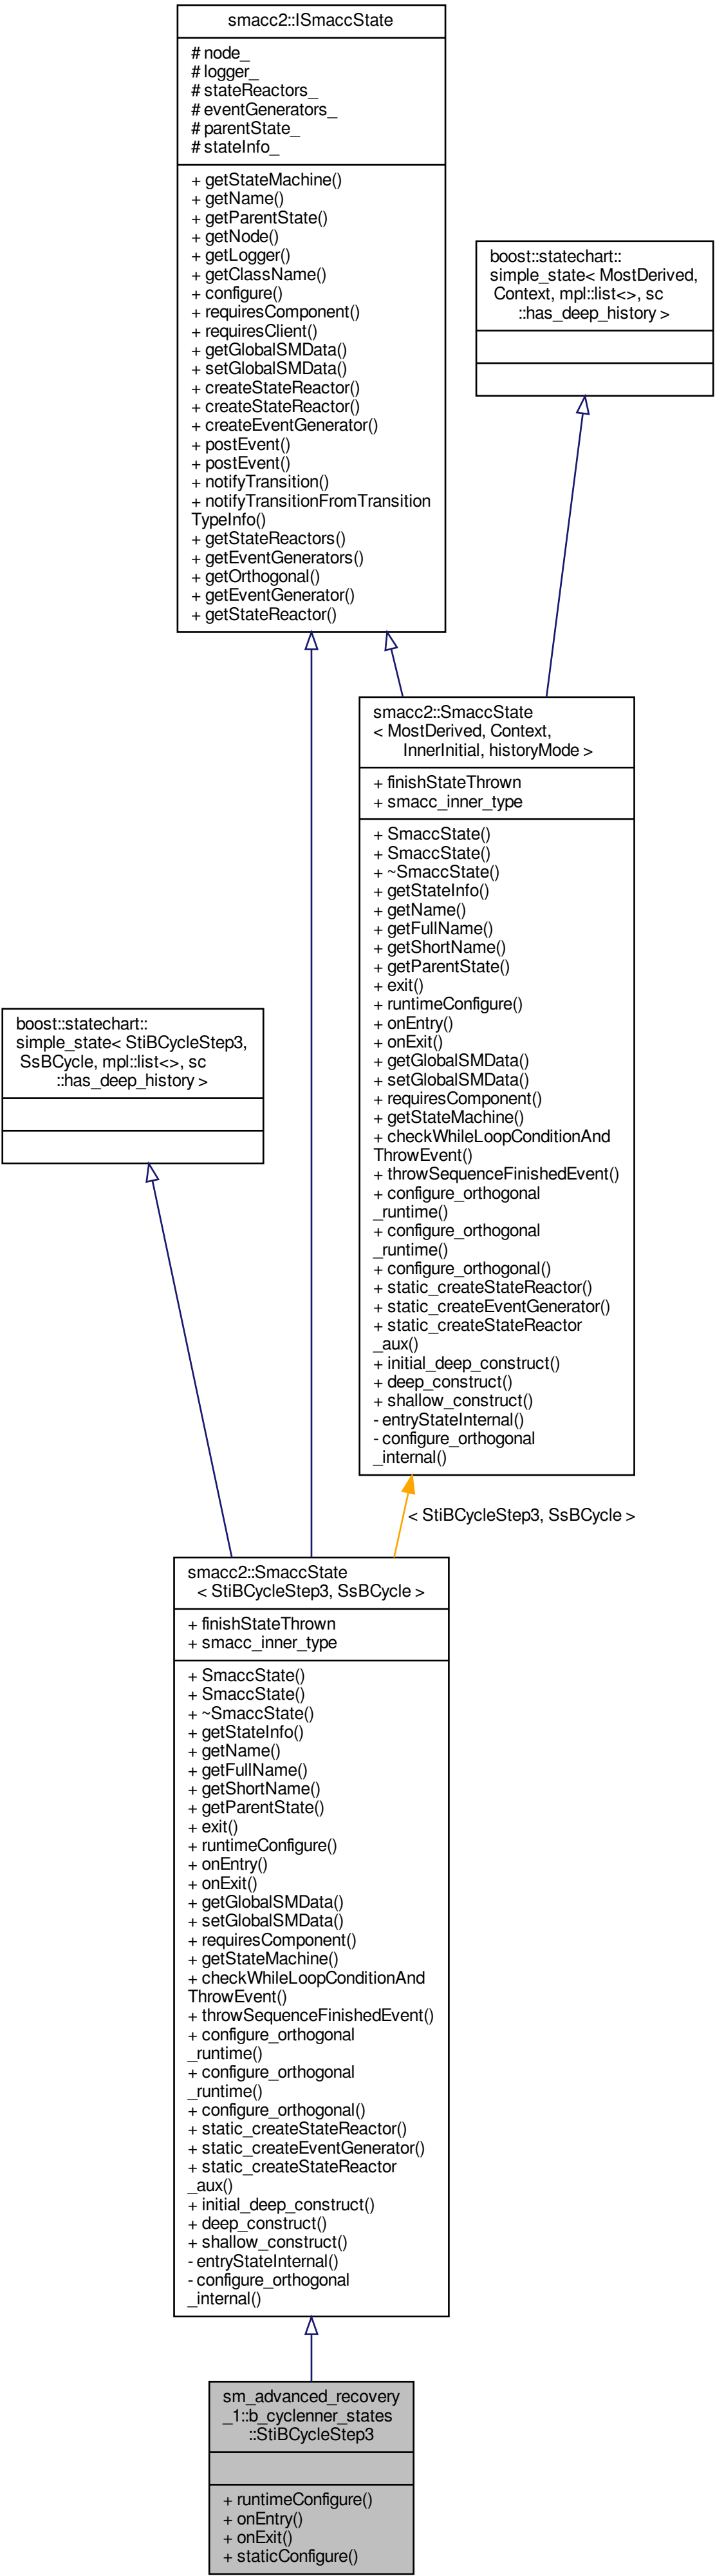 smacc2::ISmaccState
# node_
# logger_
# stateReactors_
# eventGenerators_
# parentState_
# stateInfo_
+ getStateMachine()
+ getName()
+ getParentState()
+ getNode()
+ getLogger()
+ getClassName()
+ configure()
+ requiresComponent()
+ requiresClient()
+ getGlobalSMData()
+ setGlobalSMData()
+ createStateReactor()
+ createStateReactor()
+ createEventGenerator()
+ postEvent()
+ postEvent()
+ notifyTransition()
+ notifyTransitionFromTransition
TypeInfo()
+ getStateReactors()
+ getEventGenerators()
+ getOrthogonal()
+ getEventGenerator()
+ getStateReactor()
boost::statechart::
simple_state< MostDerived,
Context, mpl::list<>, sc
::has_deep_history >
smacc2::SmaccState
< MostDerived, Context,
InnerInitial, historyMode >
+ finishStateThrown
+ smacc_inner_type
+ SmaccState()
+ SmaccState()
+ ~SmaccState()
+ getStateInfo()
+ getName()
+ getFullName()
+ getShortName()
+ getParentState()
+ exit()
+ runtimeConfigure()
+ onEntry()
+ onExit()
+ getGlobalSMData()
+ setGlobalSMData()
+ requiresComponent()
+ getStateMachine()
+ checkWhileLoopConditionAnd
ThrowEvent()
+ throwSequenceFinishedEvent()
+ configure_orthogonal
_runtime()
+ configure_orthogonal
_runtime()
+ configure_orthogonal()
+ static_createStateReactor()
+ static_createEventGenerator()
+ static_createStateReactor
_aux()
+ initial_deep_construct()
+ deep_construct()
+ shallow_construct()
- entryStateInternal()
- configure_orthogonal
_internal()
boost::statechart::
simple_state< StiBCycleStep3,
SsBCycle, mpl::list<>, sc
::has_deep_history >
< StiBCycleStep3, SsBCycle >
smacc2::SmaccState
< StiBCycleStep3, SsBCycle >
+ finishStateThrown
+ smacc_inner_type
+ SmaccState()
+ SmaccState()
+ ~SmaccState()
+ getStateInfo()
+ getName()
+ getFullName()
+ getShortName()
+ getParentState()
+ exit()
+ runtimeConfigure()
+ onEntry()
+ onExit()
+ getGlobalSMData()
+ setGlobalSMData()
+ requiresComponent()
+ getStateMachine()
+ checkWhileLoopConditionAnd
ThrowEvent()
+ throwSequenceFinishedEvent()
+ configure_orthogonal
_runtime()
+ configure_orthogonal
_runtime()
+ configure_orthogonal()
+ static_createStateReactor()
+ static_createEventGenerator()
+ static_createStateReactor
_aux()
+ initial_deep_construct()
+ deep_construct()
+ shallow_construct()
- entryStateInternal()
- configure_orthogonal
_internal()
sm_advanced_recovery
_1::b_cyclenner_states
::StiBCycleStep3
+ runtimeConfigure()
+ onEntry()
+ onExit()
+ staticConfigure()